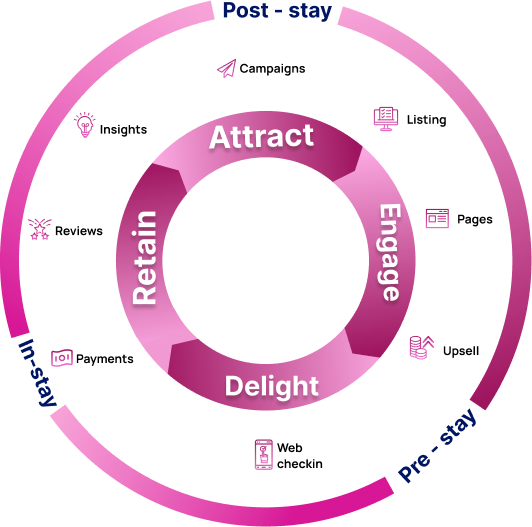 Post - stay
Campaigns
Insights
Attract
Listing
Reviews
Retain
Engage
Pages
Payments
In-stay
Upsell
Delight
Web
checkin
Pre - stay